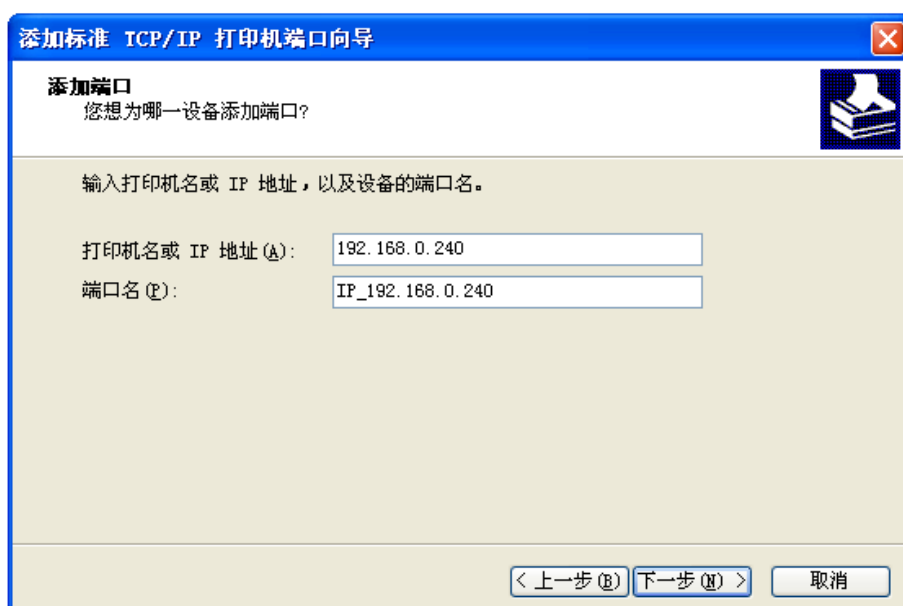 添加标准 TCP/IP 打印机端口向导
添加端口
您想为哪一设备添加端口?
输入打印机名或 IP 地址，以及设备的端口名。
打印机名或 IP 地址(A): 192.168.0.240
端口名(P): IP_192.168.0.240
< 上一步(B) 下一步(N) > 取消